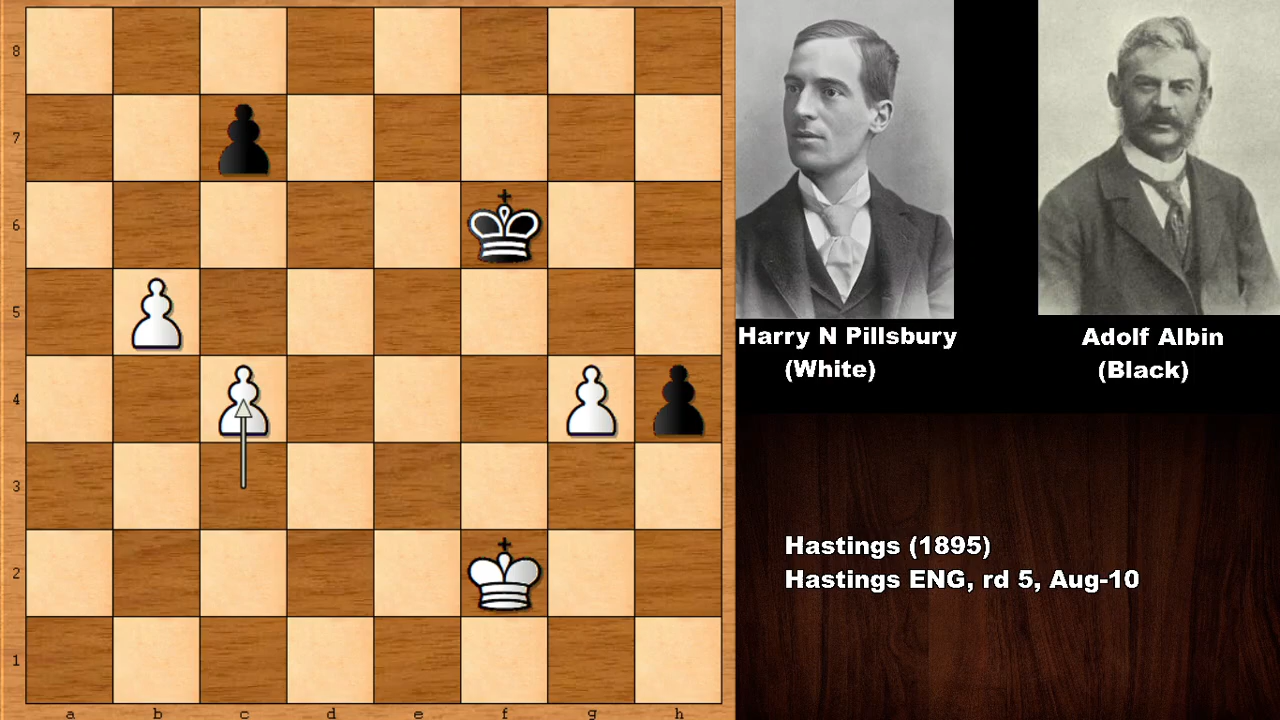 8
7
6
5
4
3
2
1
a b c d e f g h
Harry N Pillsbury
(White)
Adolf Albin
(Black)
Hastings (1895)
Hastings ENG, rd 5, Aug-10